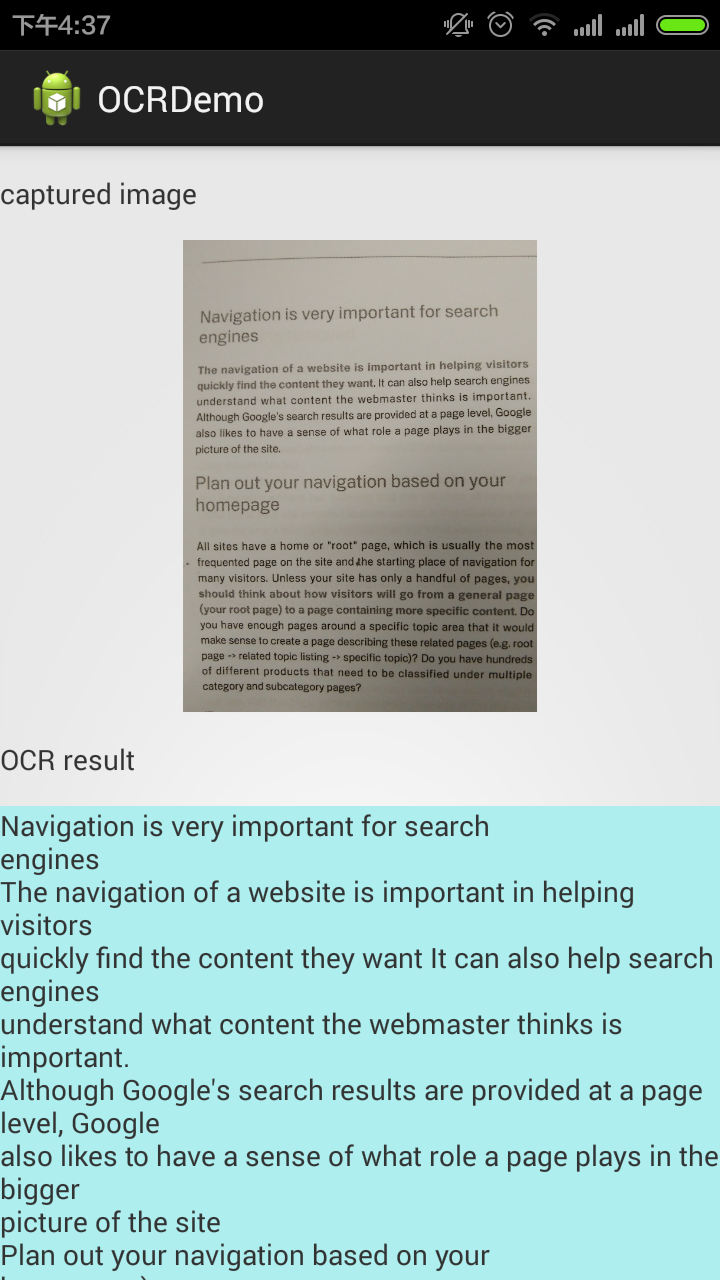 下午4:37
OCRDemo
captured image
Navigation is very important for search
engines
The navigation of a website is important in helping visitors
quickly find the content they want. It can also help search engines
understand what content the webmaster thinks is important.
Although Google's search results are provided at a page level, Google
also likes to have a sense of what role a page plays in the bigger
picture of the site.
Plan out your navigation based on your
homepage
All sites have a home or "root" page, which is usually the most
frequented page on the site and the starting place of navigation for
many visitors. Unless your site has only a handful of pages, you
should think about how visitors will go from a general page
(your root page) to a page containing more specific content. Do
you have enough pages around a specific topic area that it would
make sense to create a page describing these related pages (e.g. root
page -> related topic listing -> specific topic)? Do you have hundreds
of different products that need to be classified under multiple
category and subcategory pages?
OCR result
Navigation is very important for search
engines
The navigation of a website is important in helping
visitors
quickly find the content they want It can also help search
engines
understand what content the webmaster thinks is
important.
Although Google's search results are provided at a page
level, Google
also likes to have a sense of what role a page plays in the
bigger
picture of the site
Plan out your navigation based on your